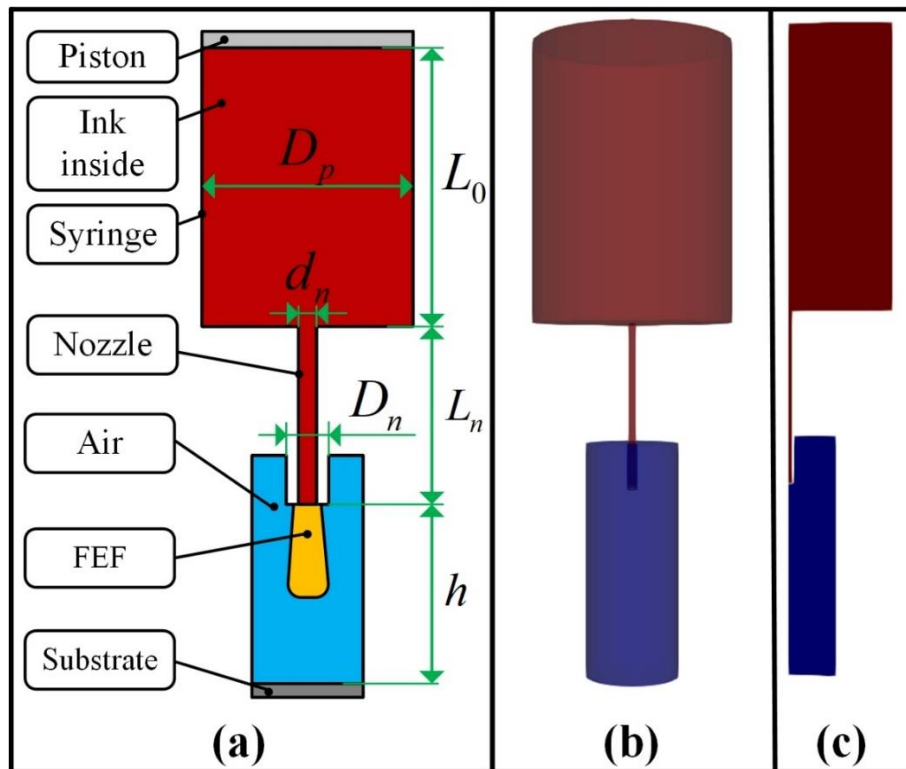 Piston
Ink
inside
Syringe
Nozzle
Air
FEF
Substrate
D_p
L_0
d_n
D_n
L_n
h
(a)
(b)
(c)